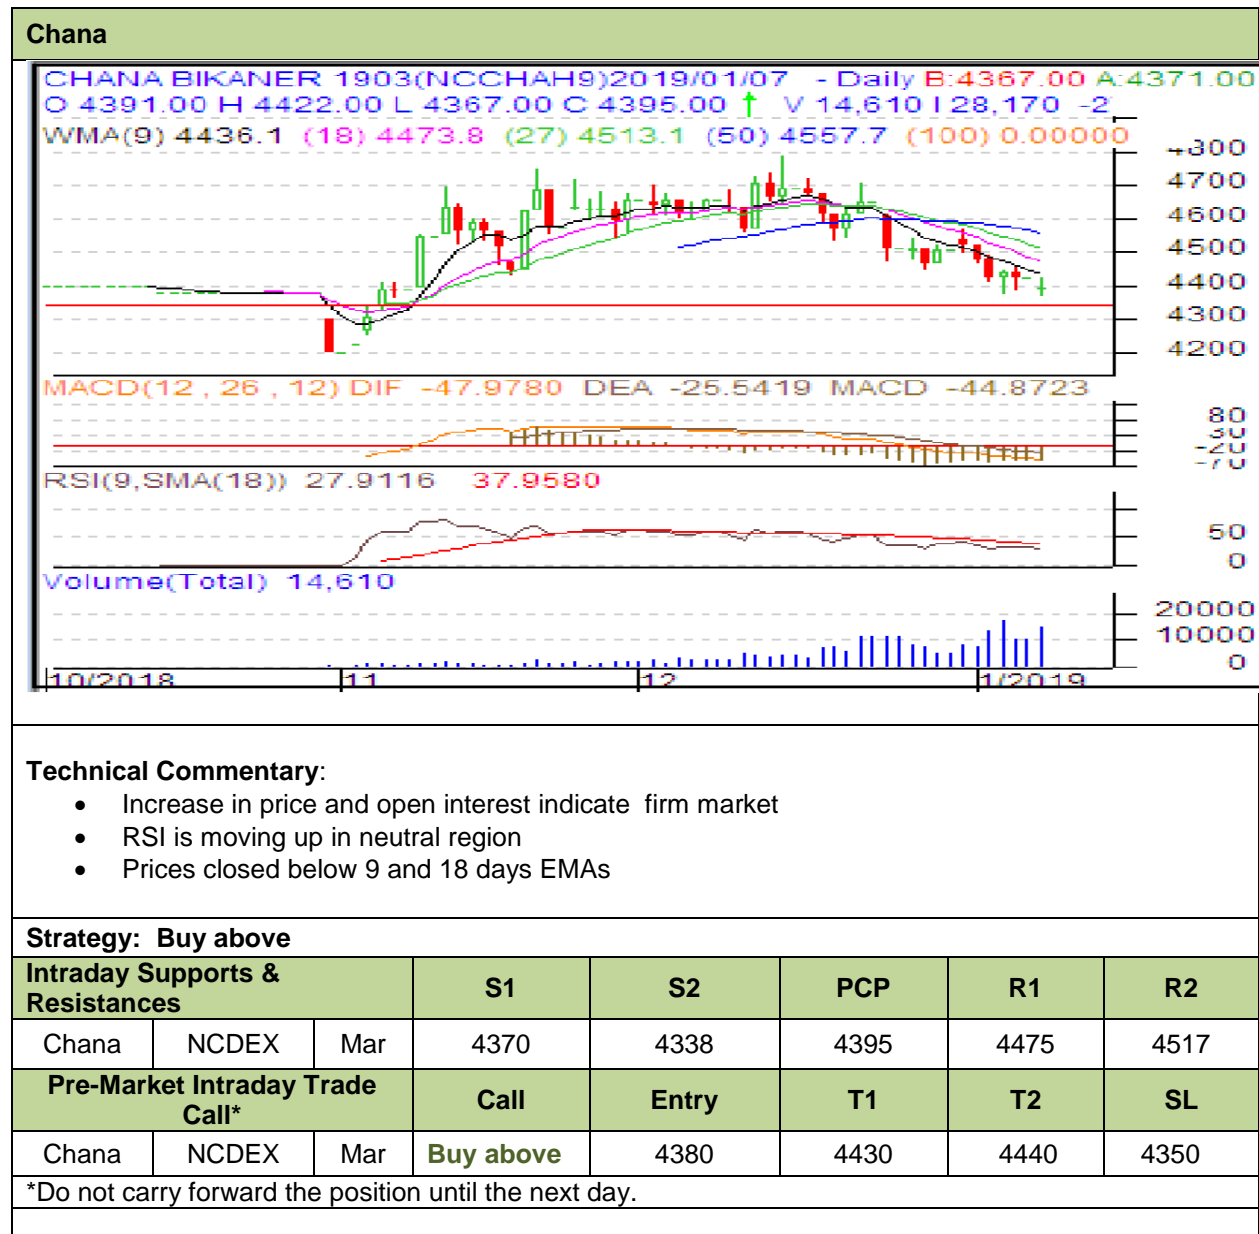 Chana
CHANA BIKANER 1903(NCCHAH9)2019/01/07 - Daily B:4367.00 A:4371.00
O 4391.00 H 4422.00 L 4367.00 C 4395.00 ↑ V 14,610 I 28,170 -2
WMA(9) 4436.1 (18) 4473.8 (27) 4513.1 (50) 4557.7 (100) 0.00000
4700
4600
4500
4400
4300
4200
MACD(12 , 26 , 12) DIF -47.9780 DEA -25.5419 MACD -44.8723
80
30
-20
-70
RSI(9,SMA(18)) 27.9116 37.9580
50
0
Volume(Total) 14,610
20000
10000
0
10/2018 11 12 1/2019
Technical Commentary:
• Increase in price and open interest indicate firm market
• RSI is moving up in neutral region
• Prices closed below 9 and 18 days EMAs
Strategy: Buy above
Intraday Supports & Resistances S1 S2 PCP R1 R2
Chana NCDEX Mar 4370 4338 4395 4475 4517
Pre-Market Intraday Trade Call* Call Entry T1 T2 SL
Chana NCDEX Mar Buy above 4380 4430 4440 4350
*Do not carry forward the position until the next day.